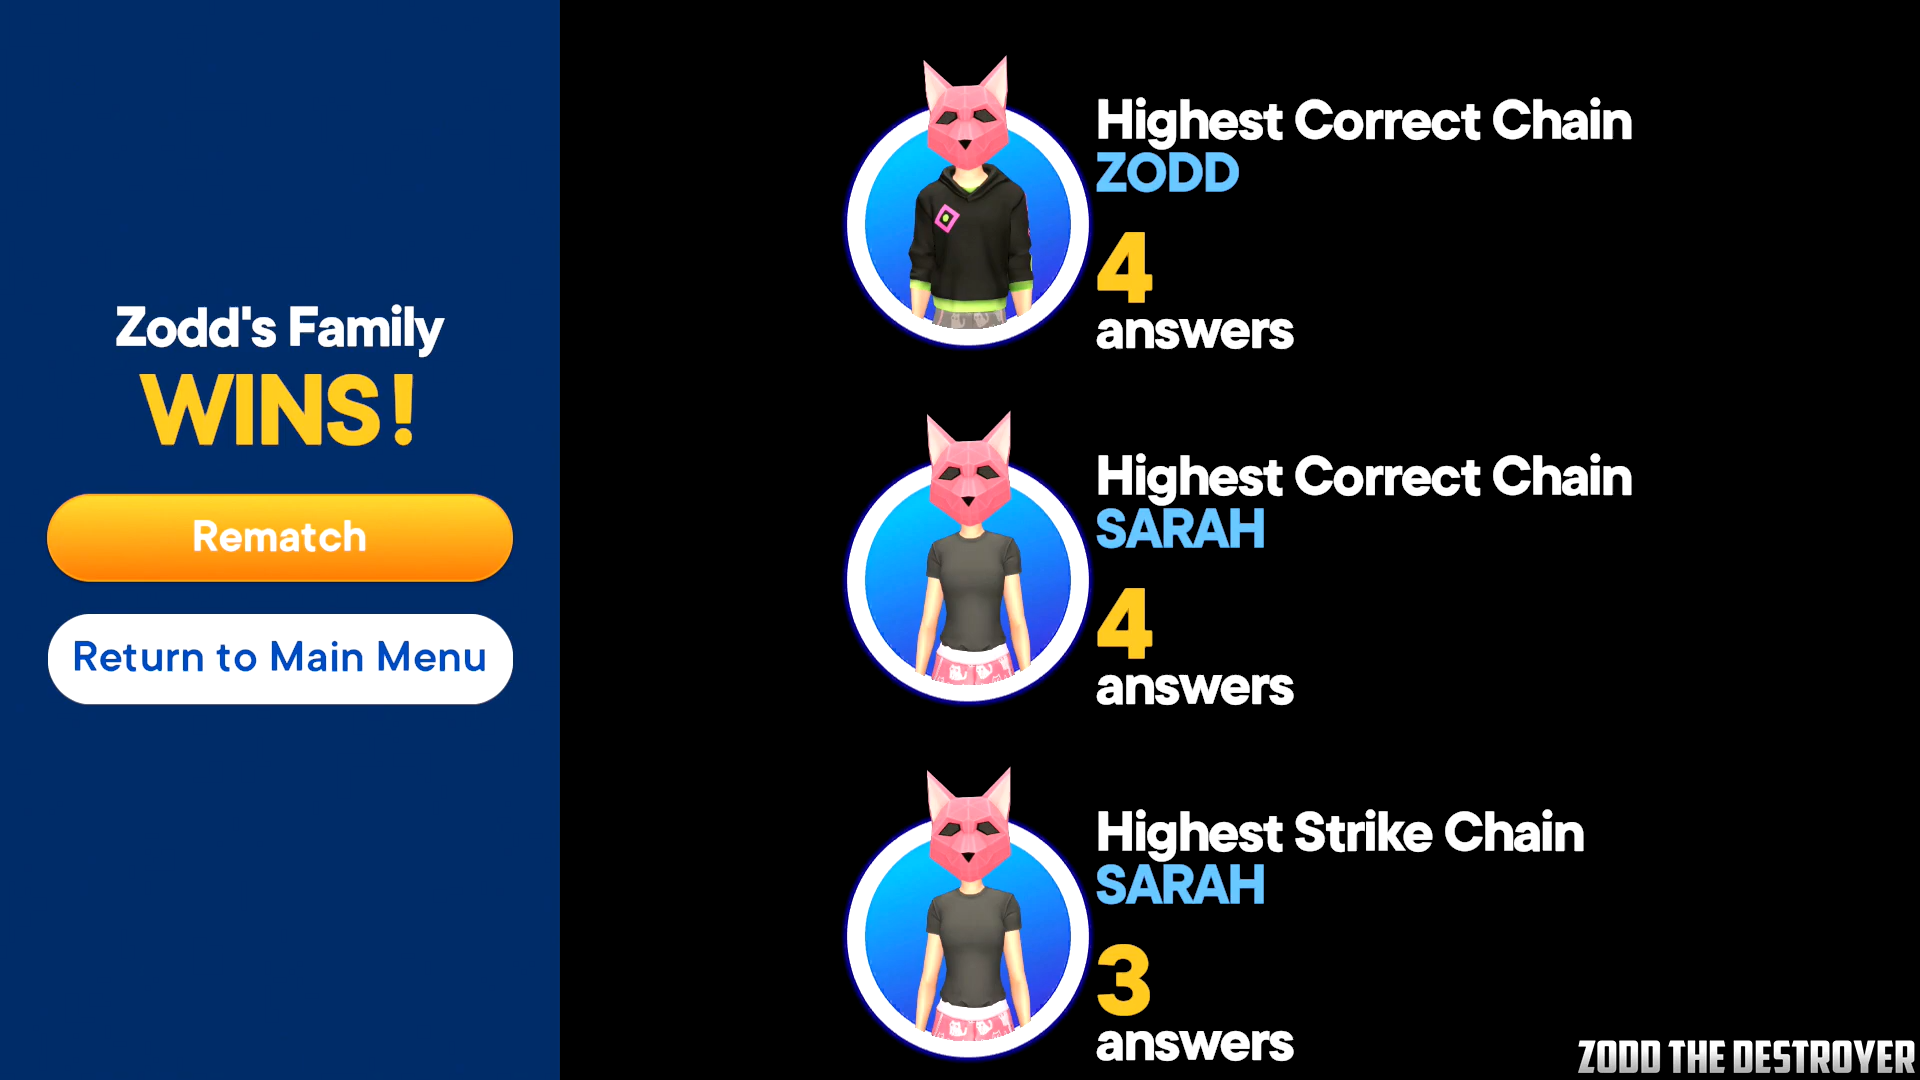 Zodd's Family
WINS!
Rematch
Return to Main Menu
Highest Correct Chain
ZODD
4
answers
Highest Correct Chain
SARAH
4
answers
Highest Strike Chain
SARAH
3
answers
ZODD THE DESTROYER